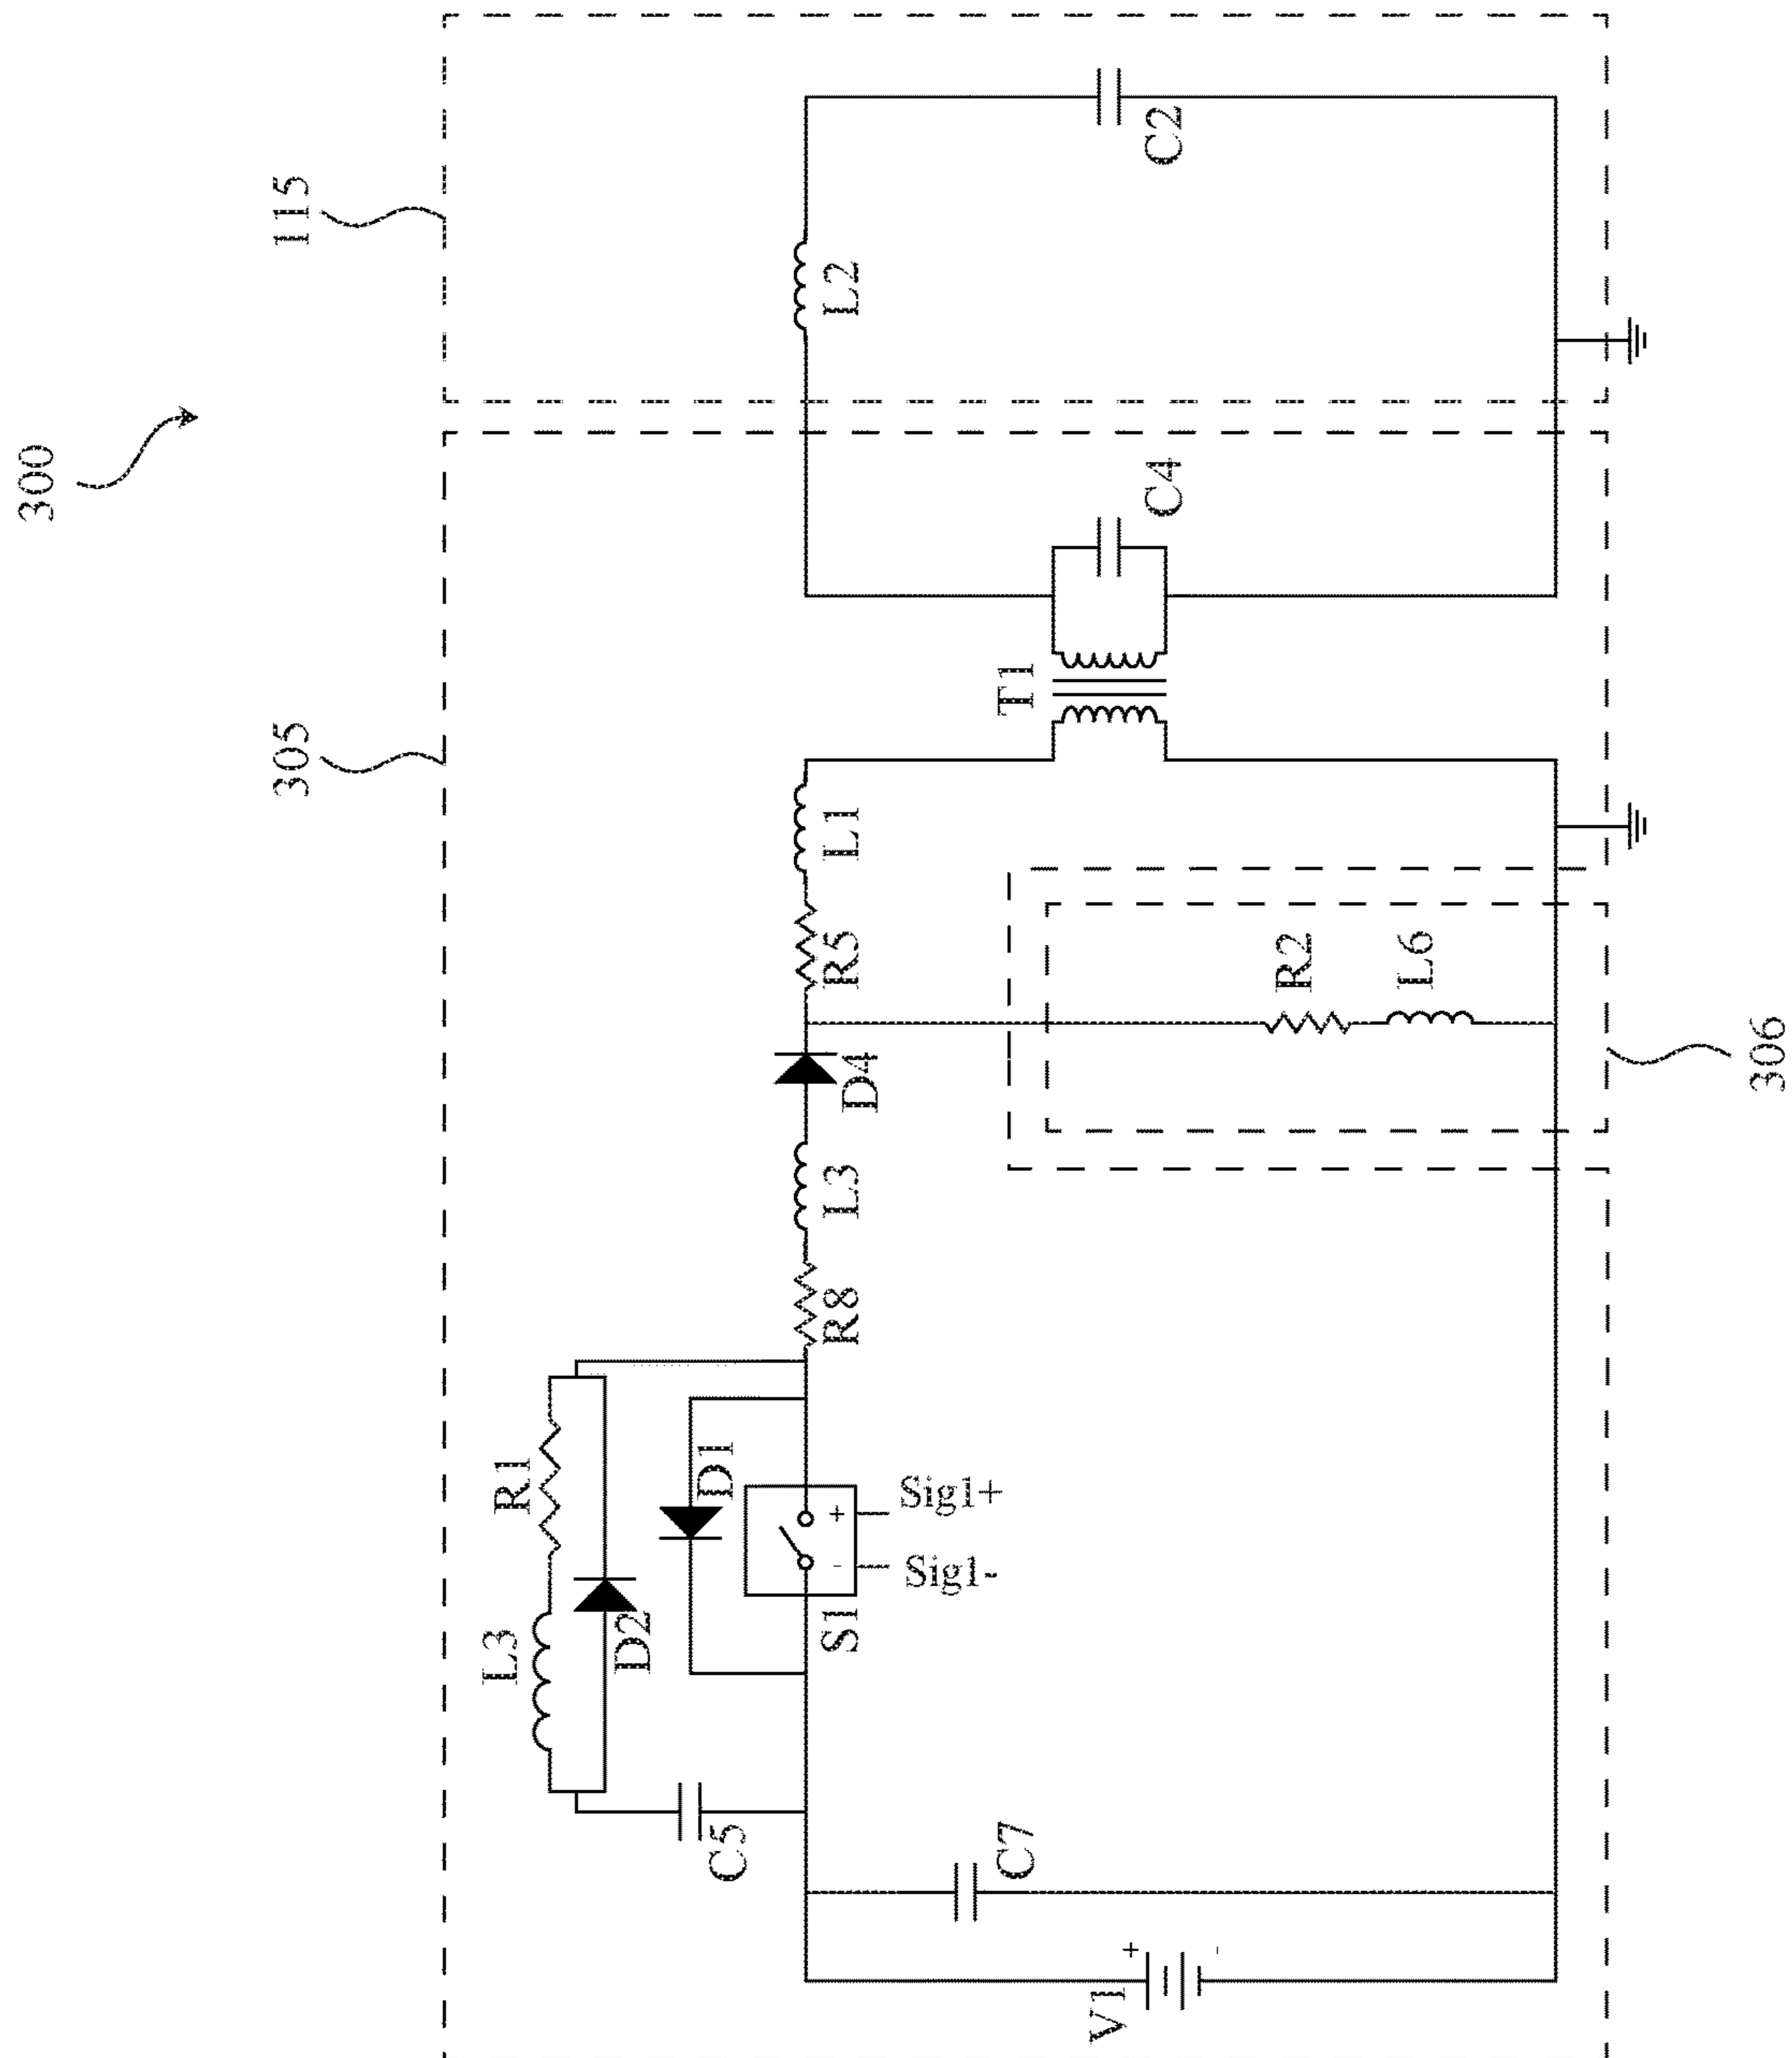 300
305
115
L3
R1
D2
D1
C5
S1
Sig1-
Sig1+
-
+
R8
L3
D4
R5
L1
L2
C7
V1
+
-
R2
L6
T1
C4
C2
306